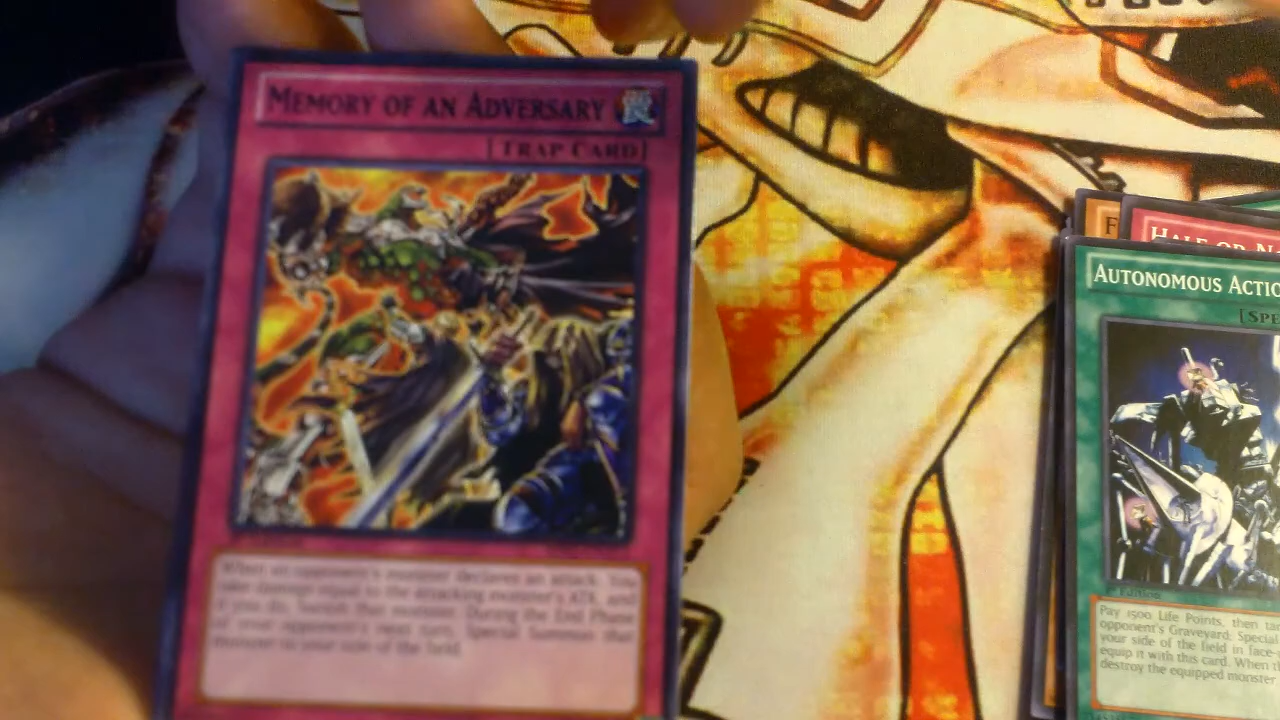 MEMORY OF AN ADVERSARY
[TRAP CARD]
When an opponent's monster declares an attack: You
take damage equal to the attacking monster's ATK, and
if you do, banish that monster. During the End Phase
of your opponent's next turn, Special Summon that
monster to your side of the field.
F
HALF OR N
AUTONOMOUS ACTIO
[SPE
1st Edition
Pay 1500 Life Points, then
opponent's Graveyard; Special
your side of the field in face-
equip it with this card. When
destroy the equipped monster